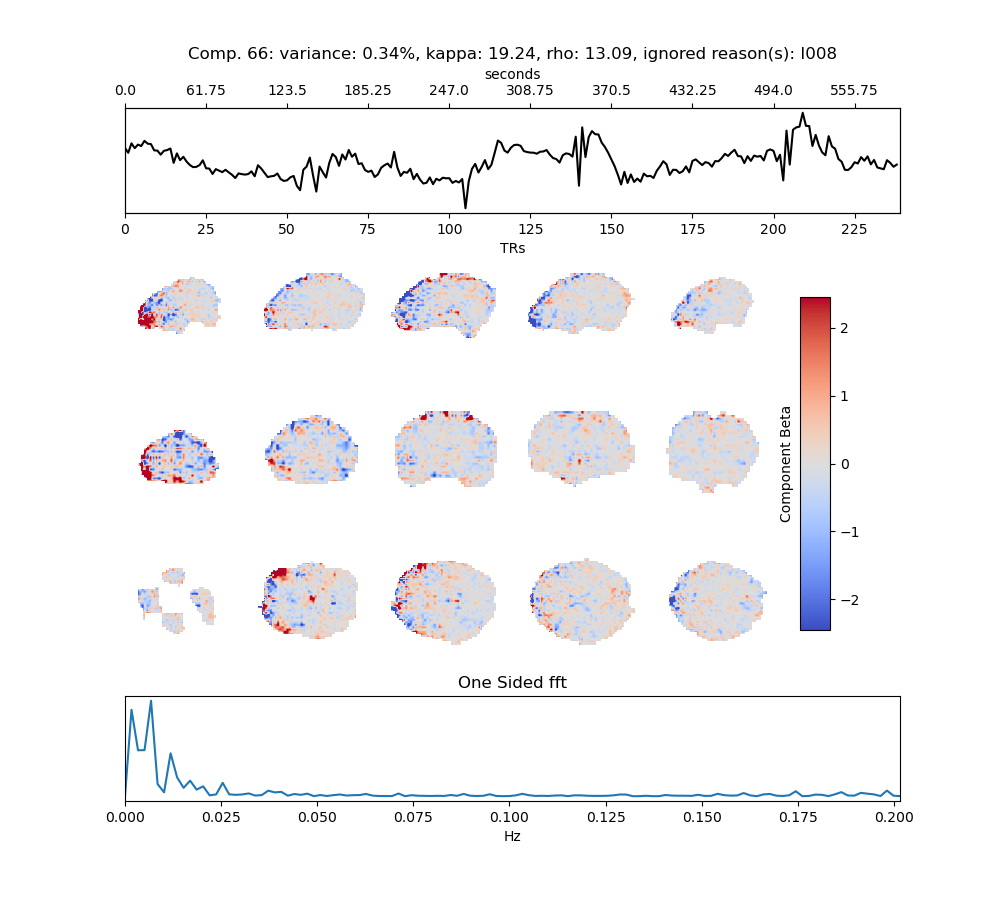 Comp. 66: variance: 0.34%, kappa: 19.24, rho: 13.09, ignored reason(s): I008
seconds
0.0 61.75 123.5 185.25 247.0 308.75 370.5 432.25 494.0 555.75
0 25 50 75 100 125 150 175 200 225
TRs
2
1
0
−1
−2
Component Beta
One Sided fft
0.000 0.025 0.050 0.075 0.100 0.125 0.150 0.175 0.200
Hz